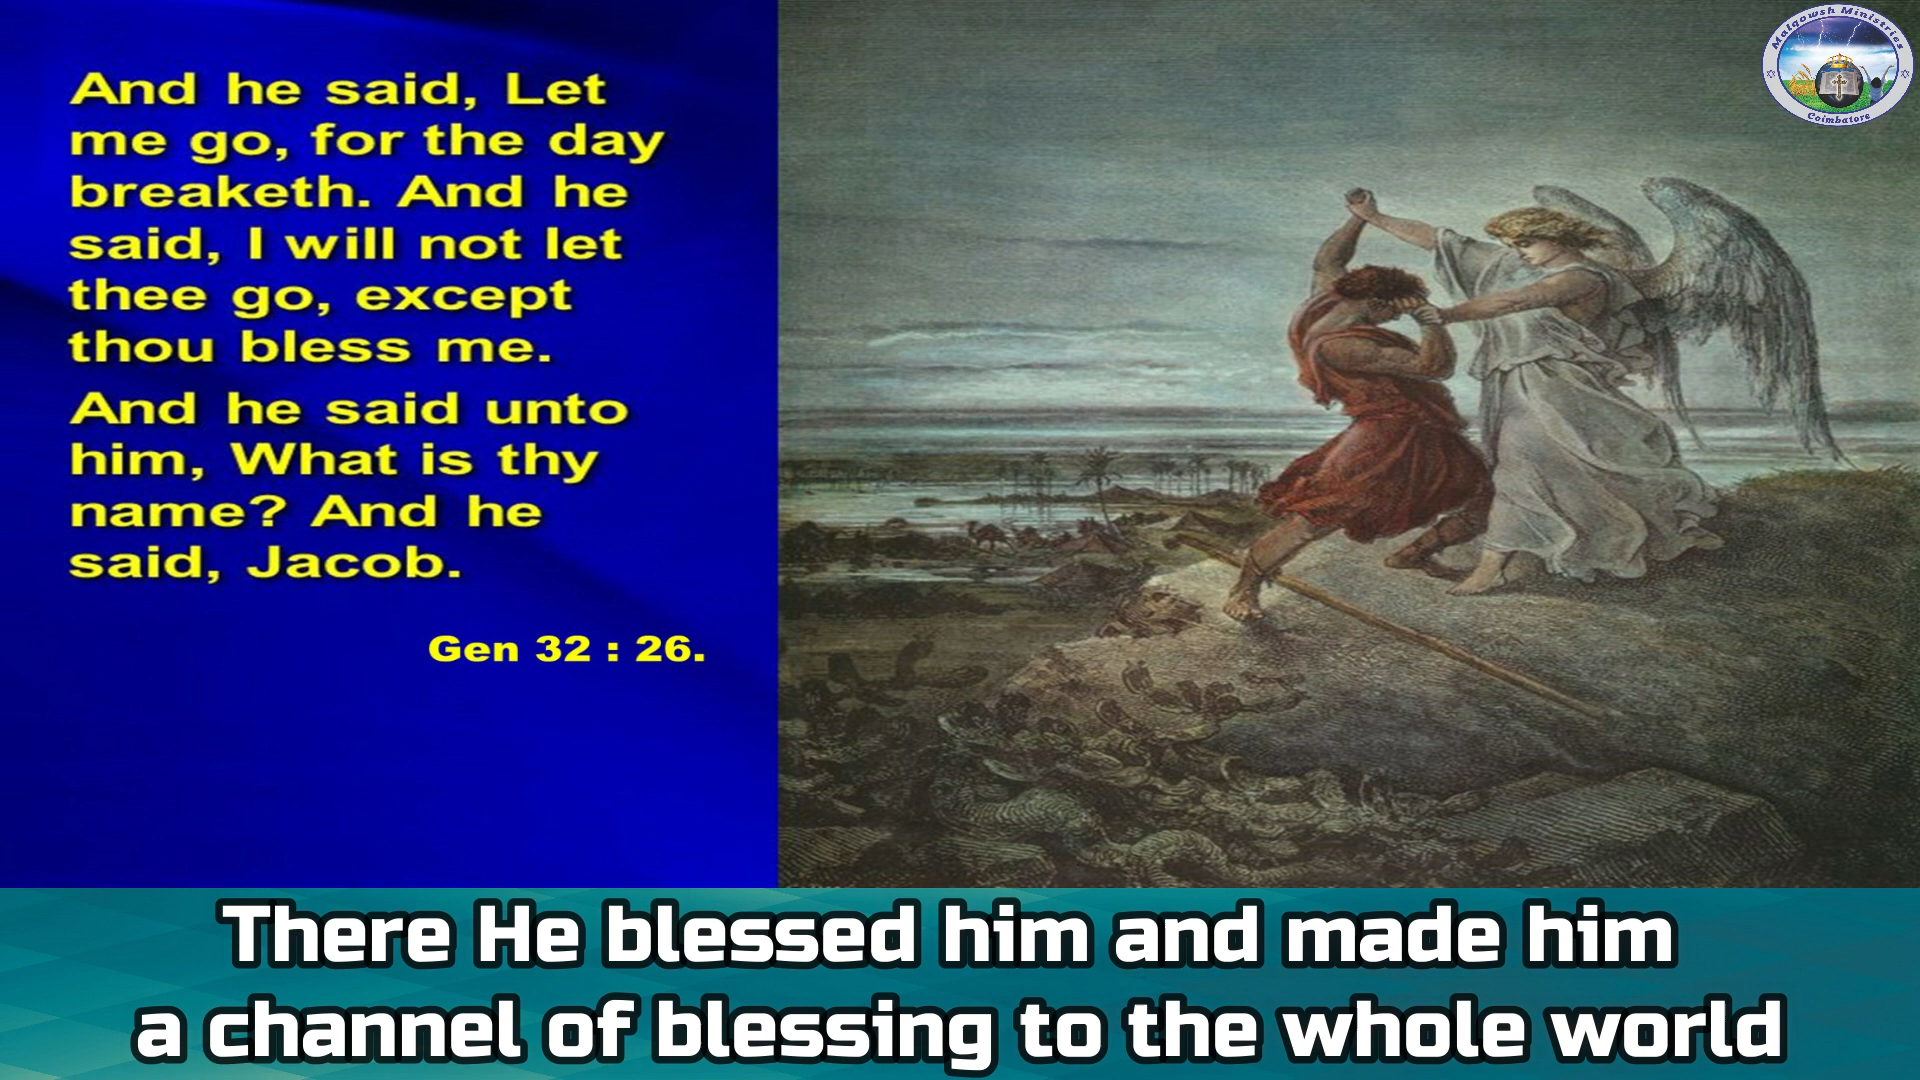 And he said, Let
me go, for the day
breaketh. And he
said, I will not let
thee go, except
thou bless me.
And he said unto
him, What is thy
name? And he
said, Jacob.
Gen 32 : 26.
Malqowsh Ministries
Coimbatore
There He blessed him and made him
a channel of blessing to the whole world